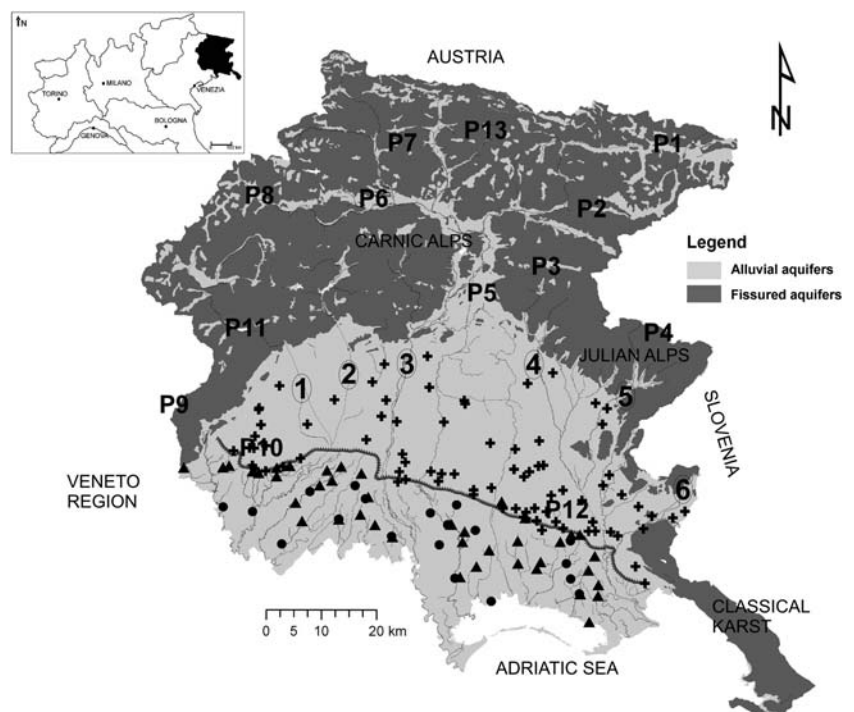 N
MILANO
TORINO
VENEZIA
BOLOGNA
GENOVA
AUSTRIA
N
P7
P13
P1
P8
P6
P2
CARNIC ALPS
P3
P5
Legend
Alluvial aquifers
Fissured aquifers
P11
P4
JULIAN ALPS
1
2
3
4
5
P9
SLOVENIA
P10
VENETO
REGION
6
P12
0 10 20 km
CLASSICAL
KARST
ADRIATIC SEA